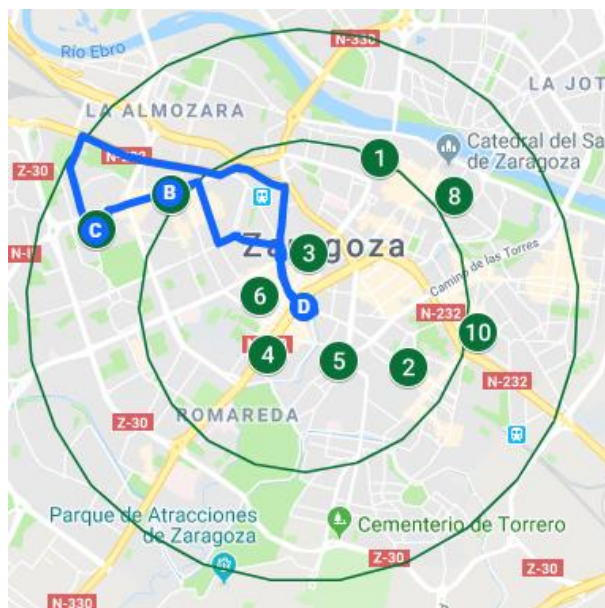 N-330
Río Ebro
LA JOT
LA ALMOZARA
1
Catedral del Sa
de Zaragoza
N-232
Z-30
B
8
C
Zaragoza
N-II
3
Camino de las Torres
6
D
N-232
10
4
5
2
N-232
ROMAREDA
Z-30
Parque de Atracciones
de Zaragoza
Cementerio de Torrero
Z-30
N-330